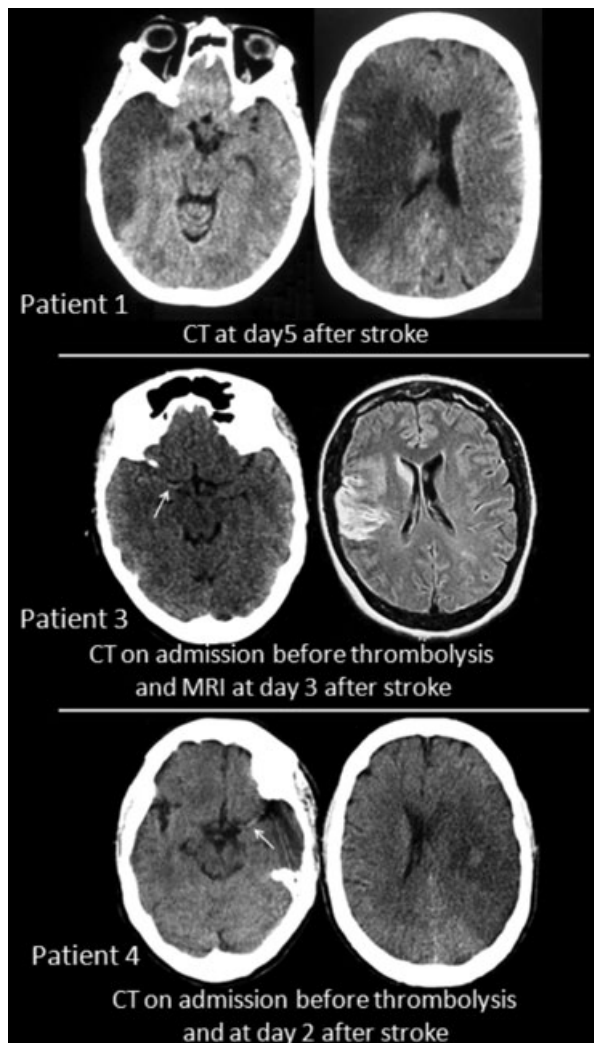 Patient 1
CT at day5 after stroke
Patient 3
CT on admission before thrombolysis
and MRI at day 3 after stroke
Patient 4
CT on admission before thrombolysis
and at day 2 after stroke